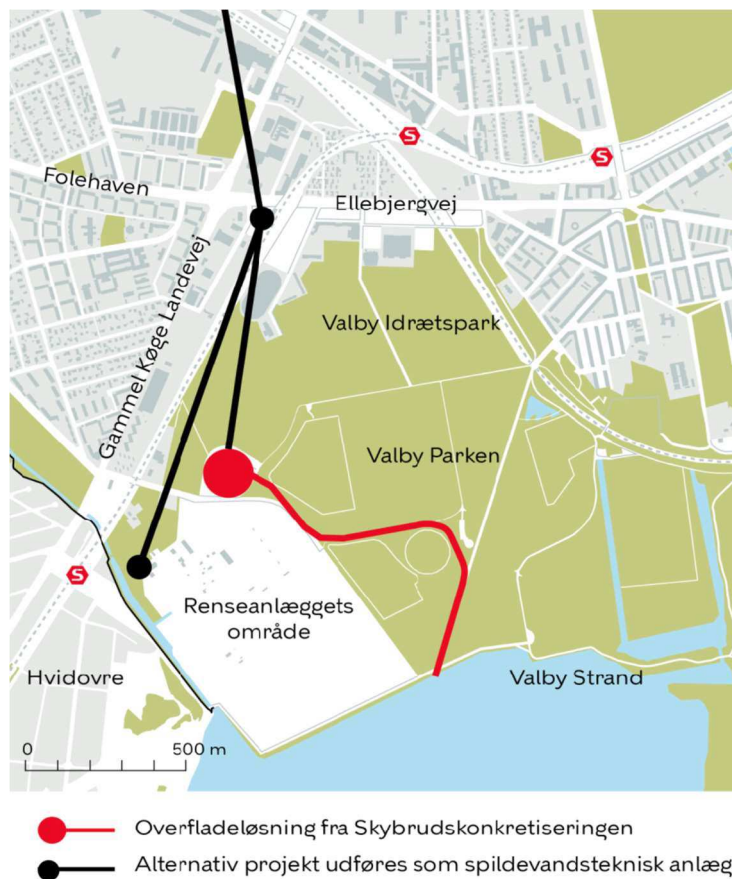 S
S
Folehaven
Ellebjergvej
Gammel Køge Landevej
Valby Idrætspark
Valby Parken
S
Renseanlæggets
område
Hvidovre
Valby Strand
0 500 m
Overfladeløsning fra Skybrudskonkretiseringen
Alternativ projekt udføres som spildevandsteknisk anlæg